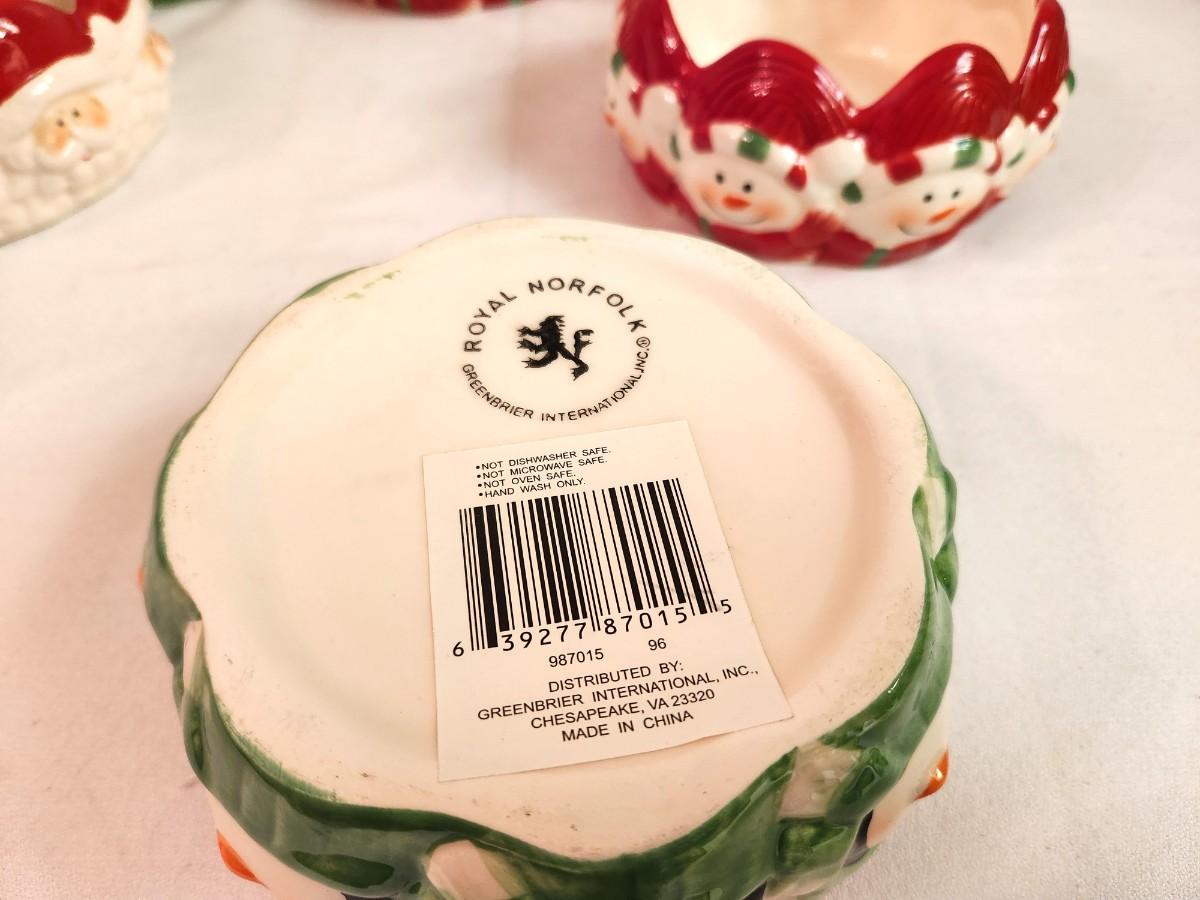 ROYAL NORFOLK®
GREENBRIER INTERNATIONAL, INC.
•NOT DISHWASHER SAFE.
•NOT MICROWAVE SAFE.
•NOT OVEN SAFE.
•HAND WASH ONLY.
6 39277 87015 5
987015 96
DISTRIBUTED BY:
GREENBRIER INTERNATIONAL, INC.,
CHESAPEAKE, VA 23320
MADE IN CHINA